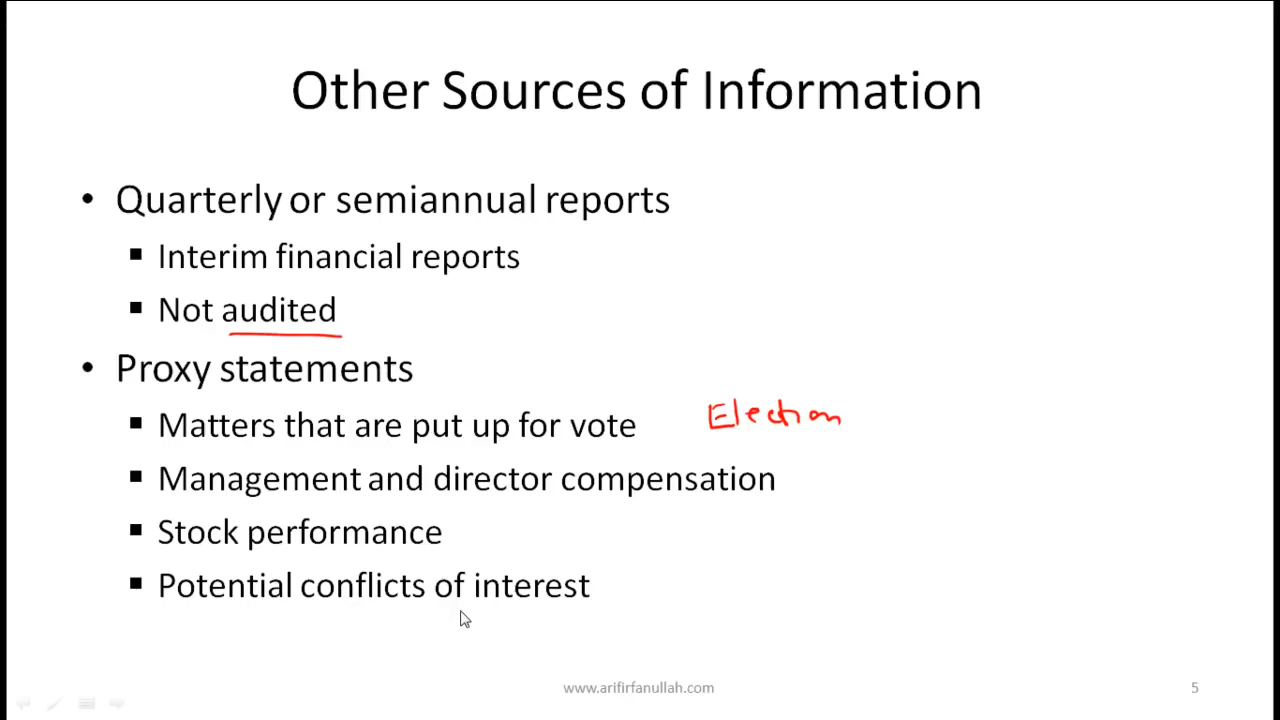 Other Sources of Information
• Quarterly or semiannual reports
▪ Interim financial reports
▪ Not audited
• Proxy statements
▪ Matters that are put up for vote Election
▪ Management and director compensation
▪ Stock performance
▪ Potential conflicts of interest
www.arifirfanullah.com 5